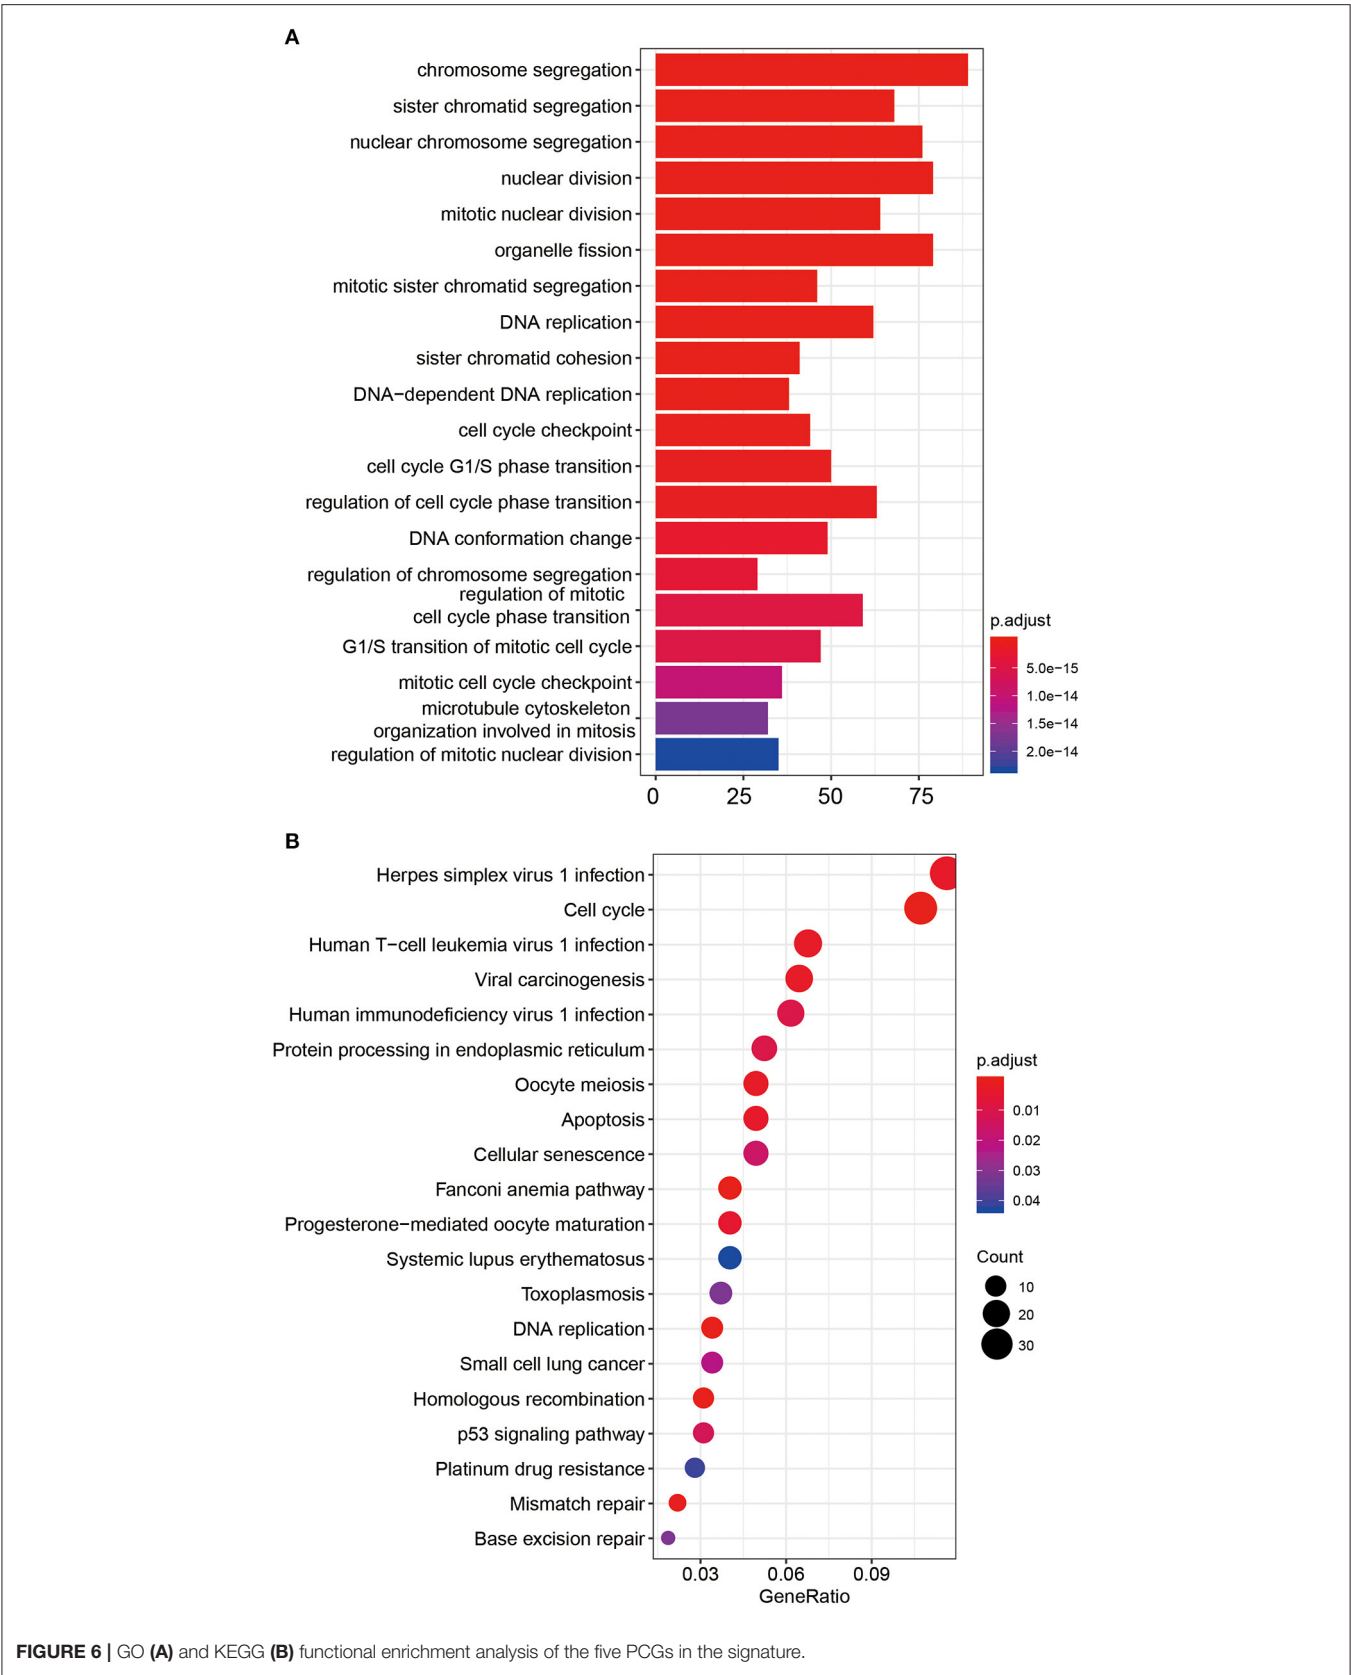 A
chromosome segregation
sister chromatid segregation
nuclear chromosome segregation
nuclear division
mitotic nuclear division
organelle fission
mitotic sister chromatid segregation
DNA replication
sister chromatid cohesion
DNA−dependent DNA replication
cell cycle checkpoint
cell cycle G1/S phase transition
regulation of cell cycle phase transition
DNA conformation change
regulation of chromosome segregation
regulation of mitotic
cell cycle phase transition
G1/S transition of mitotic cell cycle
mitotic cell cycle checkpoint
microtubule cytoskeleton
organization involved in mitosis
regulation of mitotic nuclear division
0 25 50 75
p.adjust
5.0e−15
1.0e−14
1.5e−14
2.0e−14
B
Herpes simplex virus 1 infection
Cell cycle
Human T−cell leukemia virus 1 infection
Viral carcinogenesis
Human immunodeficiency virus 1 infection
Protein processing in endoplasmic reticulum
Oocyte meiosis
Apoptosis
Cellular senescence
Fanconi anemia pathway
Progesterone−mediated oocyte maturation
Systemic lupus erythematosus
Toxoplasmosis
DNA replication
Small cell lung cancer
Homologous recombination
p53 signaling pathway
Platinum drug resistance
Mismatch repair
Base excision repair
0.03 0.06 0.09
GeneRatio
p.adjust
0.01
0.02
0.03
0.04
Count
10
20
30
FIGURE 6 | GO (A) and KEGG (B) functional enrichment analysis of the five PCGs in the signature.